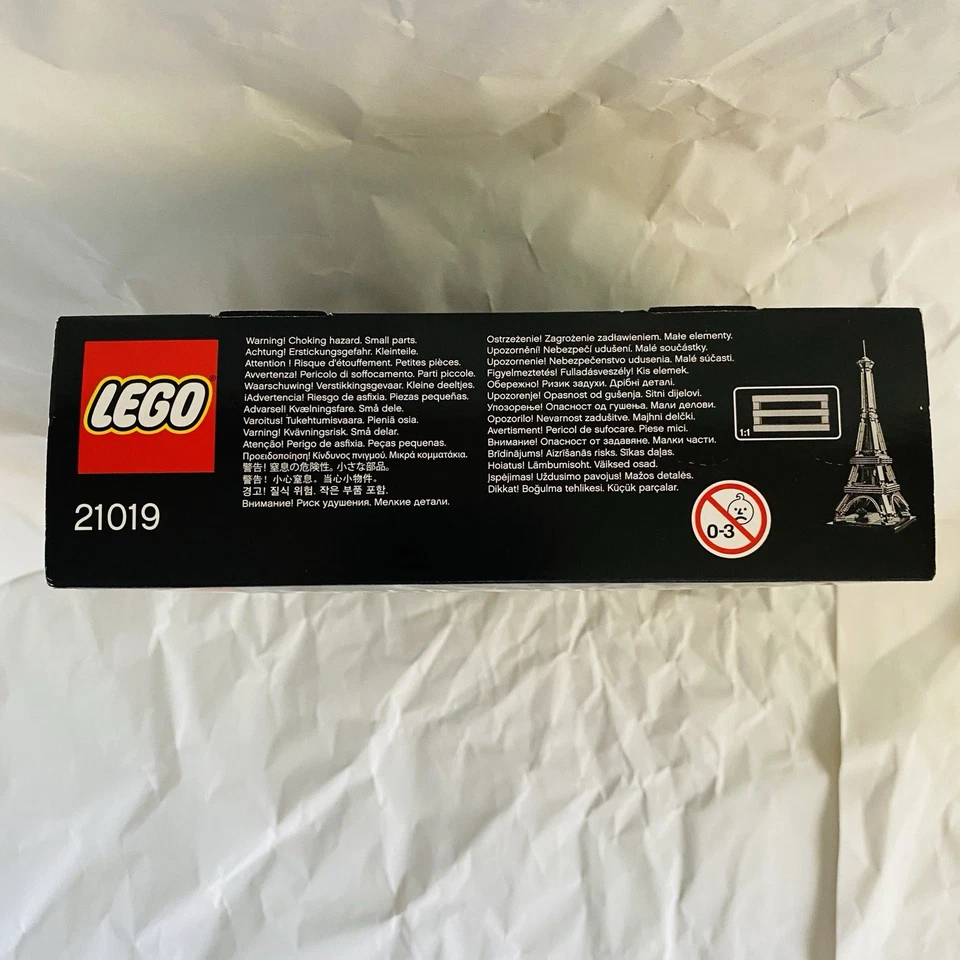 LEGO
21019
Warning! Choking hazard. Small parts.
Achtung! Erstickungsgefahr. Kleinteile.
Attention ! Risque d'étouffement. Petites pièces.
Avvertenza! Pericolo di soffocamento. Parti piccole.
Waarschuwing! Verstikkingsgevaar. Kleine deeltjes.
¡Advertencia! Riesgo de asfixia. Piezas pequeñas.
Advarsel! Kvælningsfare. Små dele.
Varoitus! Tukehtumisvaara. Pieniä osia.
Varning! Kvävningsrisk. Små delar.
Atenção! Perigo de asfixia. Peças pequenas.
Προειδοποίηση! Κίνδυνος πνιγμού. Μικρά κομματάκια.
警告! 窒息の危険性。小さな部品。
警告! 小心窒息。当心小物件。
경고! 질식 위험. 작은 부품 포함.
Внимание! Риск удушения. Мелкие детали.
Ostrzeżenie! Zagrożenie zadławieniem. Małe elementy.
Upozornění! Nebezpečí udušení. Malé součástky.
Upozornenie! Nebezpečenstvo udusenia. Malé súčasti.
Figyelmeztetés! Fulladásveszély! Kis elemek.
Обережно! Ризик задухи. Дрібні деталі.
Upozorenje! Opasnost od gušenja. Sitni dijelovi.
Упозорење! Опасност од гушења. Мали делови.
Opozorilo! Nevarnost zadušitve. Majhni delčki.
Avertisment! Pericol de sufocare. Piese mici.
Внимание! Опасност от задавяне. Малки части.
Brīdinājums! Aizrīšanās risks. Sīkas daļas.
Hoiatus! Lämbumisoht. Väikesed osad.
Įspėjimas! Uždusimo pavojus! Mažos detalės.
Dikkat! Boğulma tehlikesi. Küçük parçalar.
1:1
0-3